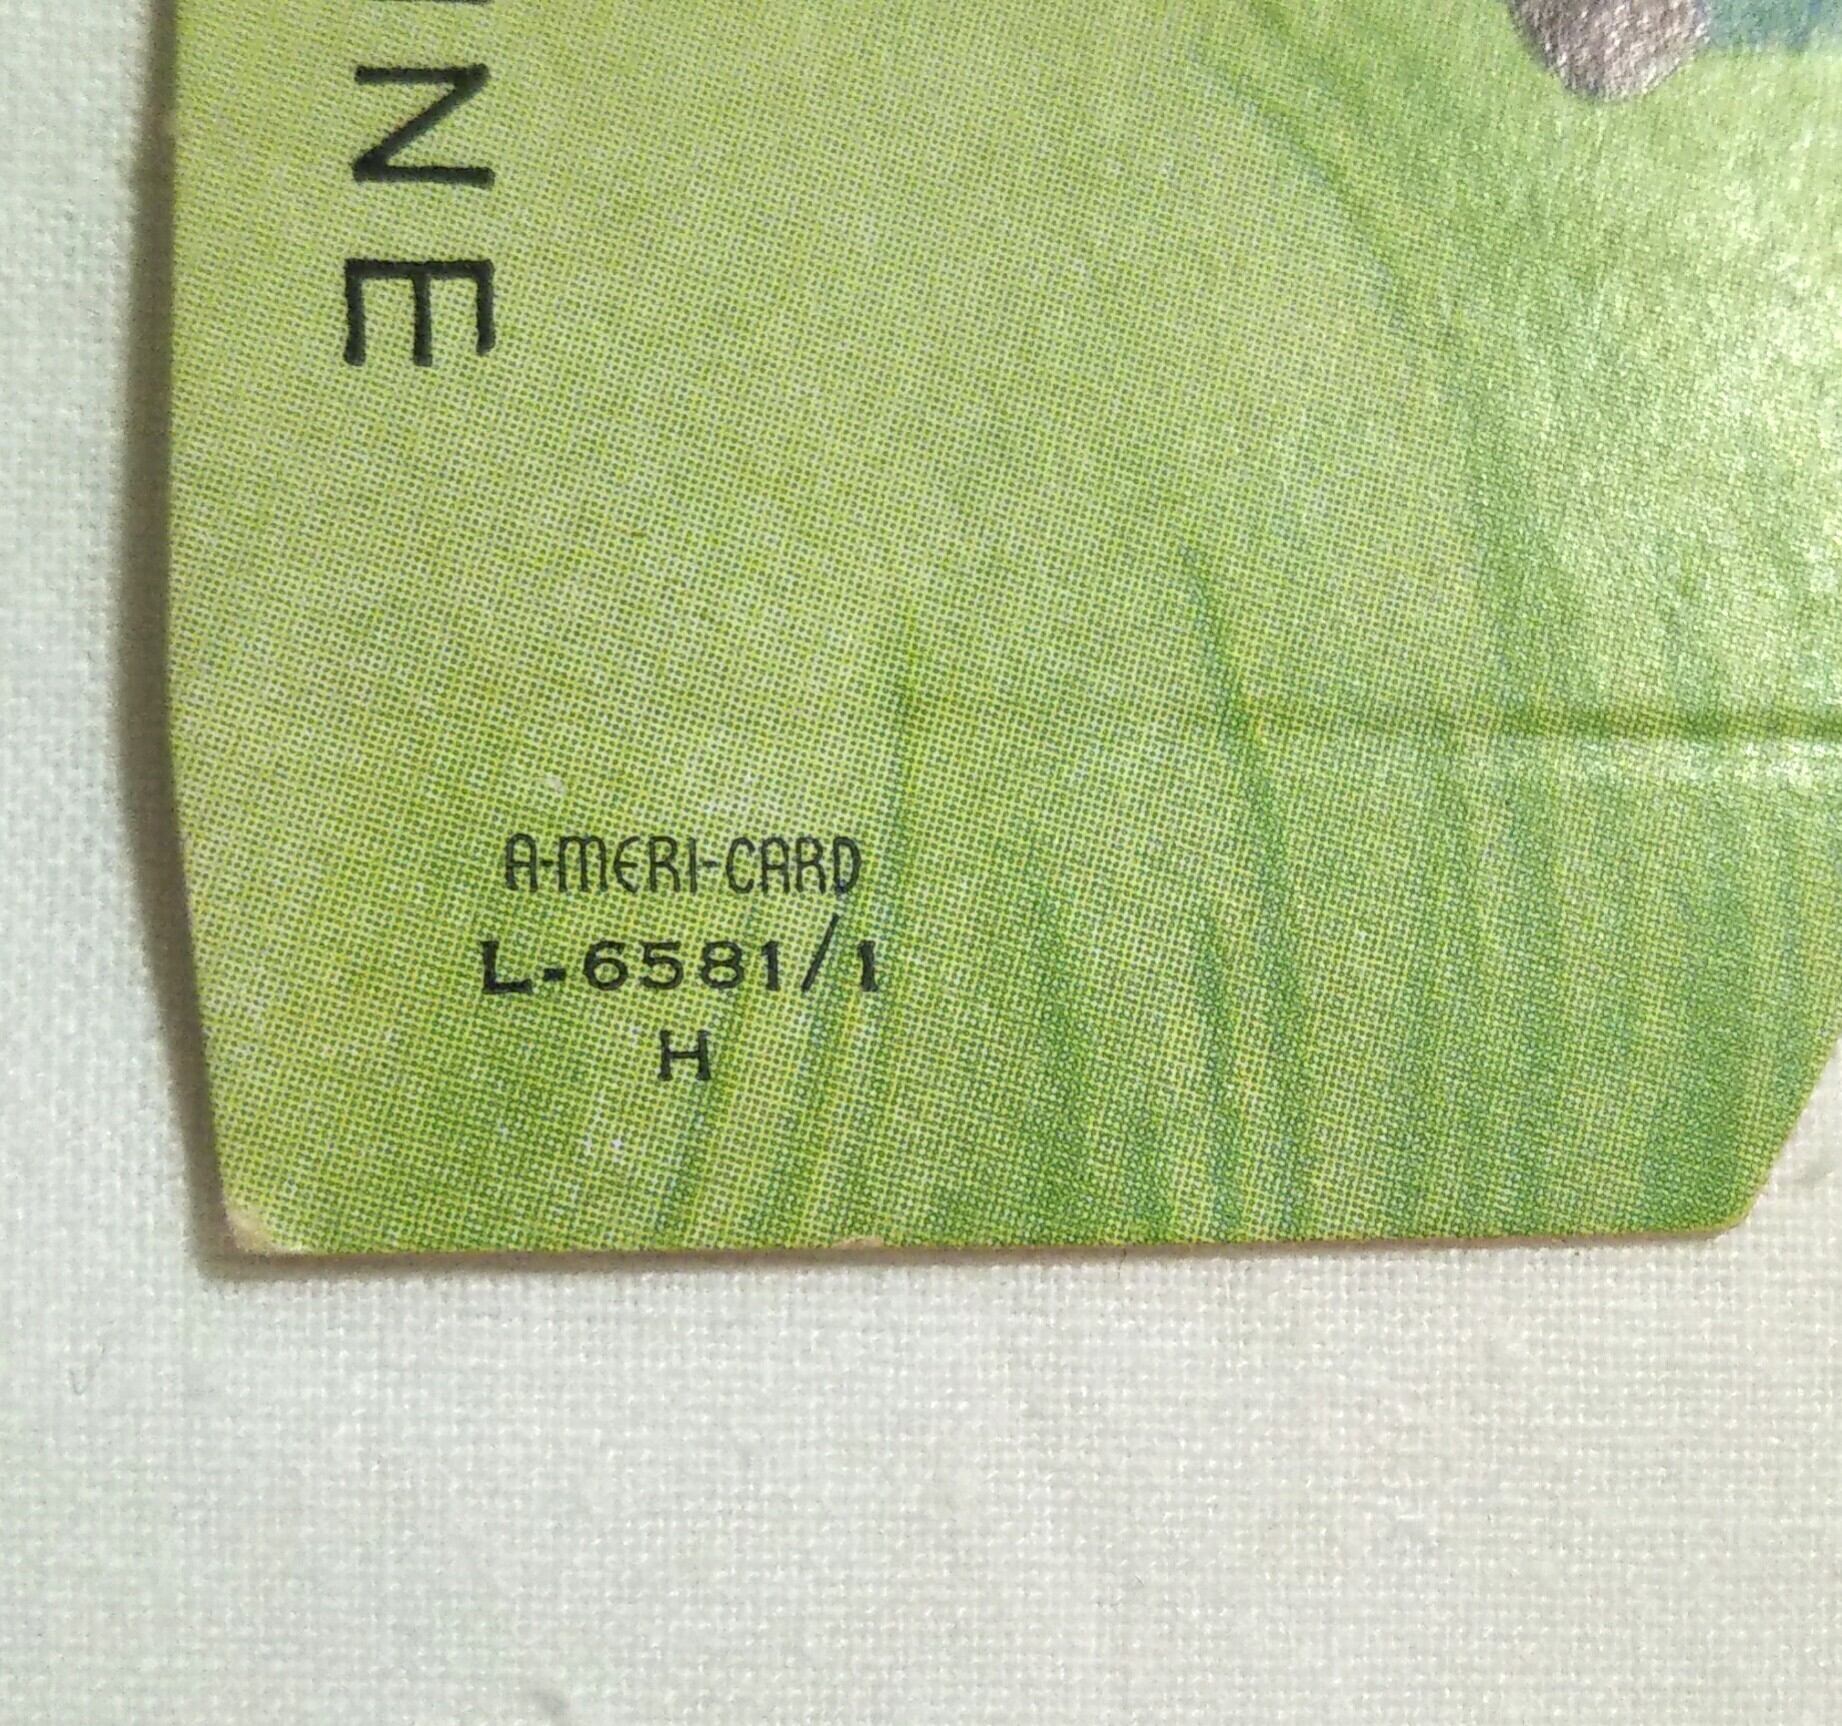 NE
A-MERI-CARD
L-6581/1
H